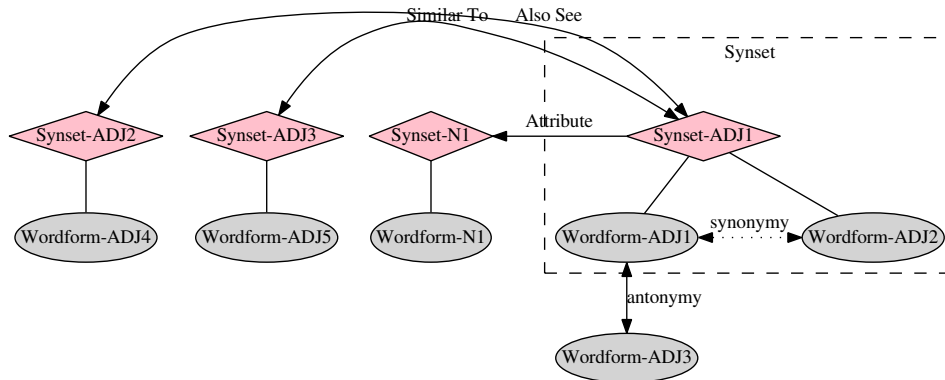 Similar To
Also See
Synset
Synset-ADJ2
Synset-ADJ3
Synset-N1
Attribute
Synset-ADJ1
Wordform-ADJ4
Wordform-ADJ5
Wordform-N1
Wordform-ADJ1
synonymy
Wordform-ADJ2
antonymy
Wordform-ADJ3